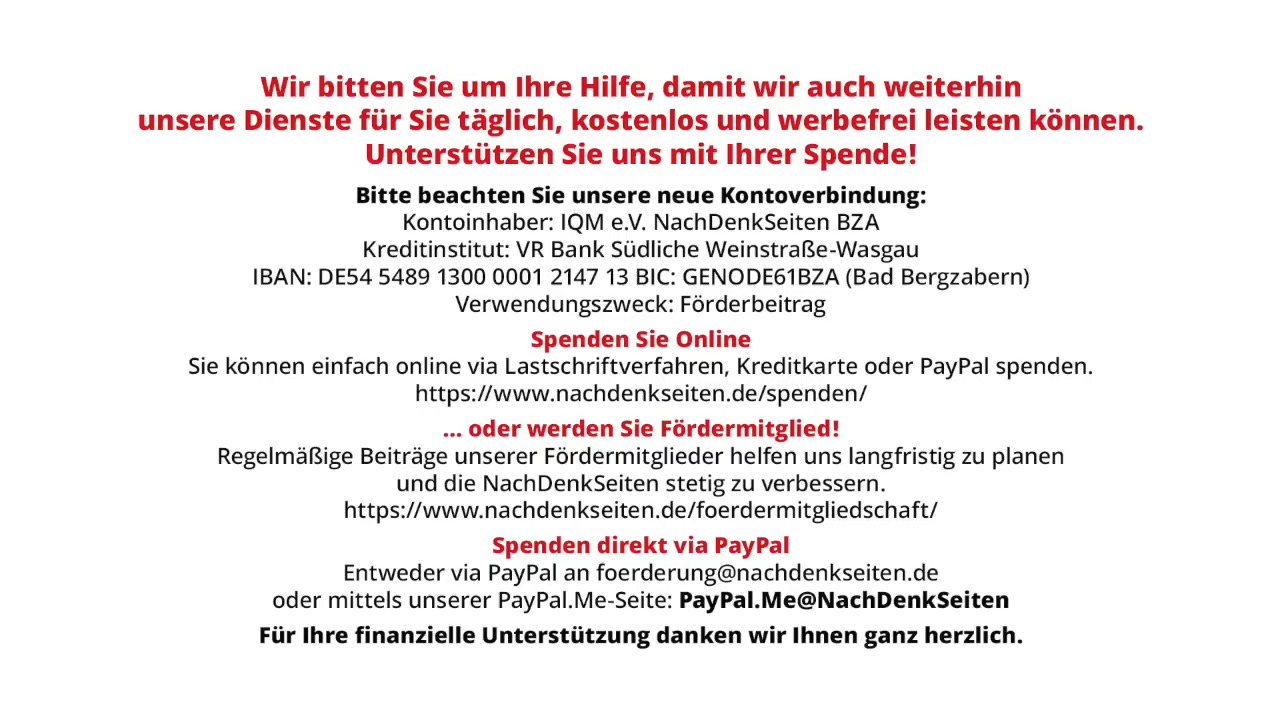 Wir bitten Sie um Ihre Hilfe, damit wir auch weiterhin
unsere Dienste für Sie täglich, kostenlos und werbefrei leisten können.
Unterstützen Sie uns mit Ihrer Spende!
Bitte beachten Sie unsere neue Kontoverbindung:
Kontoinhaber: IQM e.V. NachDenkSeiten BZA
Kreditinstitut: VR Bank Südliche Weinstraße-Wasgau
IBAN: DE54 5489 1300 0001 2147 13 BIC: GENODE61BZA (Bad Bergzabern)
Verwendungszweck: Förderbeitrag
Spenden Sie Online
Sie können einfach online via Lastschriftverfahren, Kreditkarte oder PayPal spenden.
https://www.nachdenkseiten.de/spenden/
... oder werden Sie Fördermitglied!
Regelmäßige Beiträge unserer Fördermitglieder helfen uns langfristig zu planen
und die NachDenkSeiten stetig zu verbessern.
https://www.nachdenkseiten.de/foerdermitgliedschaft/
Spenden direkt via PayPal
Entweder via PayPal an foerderung@nachdenkseiten.de
oder mittels unserer PayPal.Me-Seite: PayPal.Me@NachDenkSeiten
Für Ihre finanzielle Unterstützung danken wir Ihnen ganz herzlich.